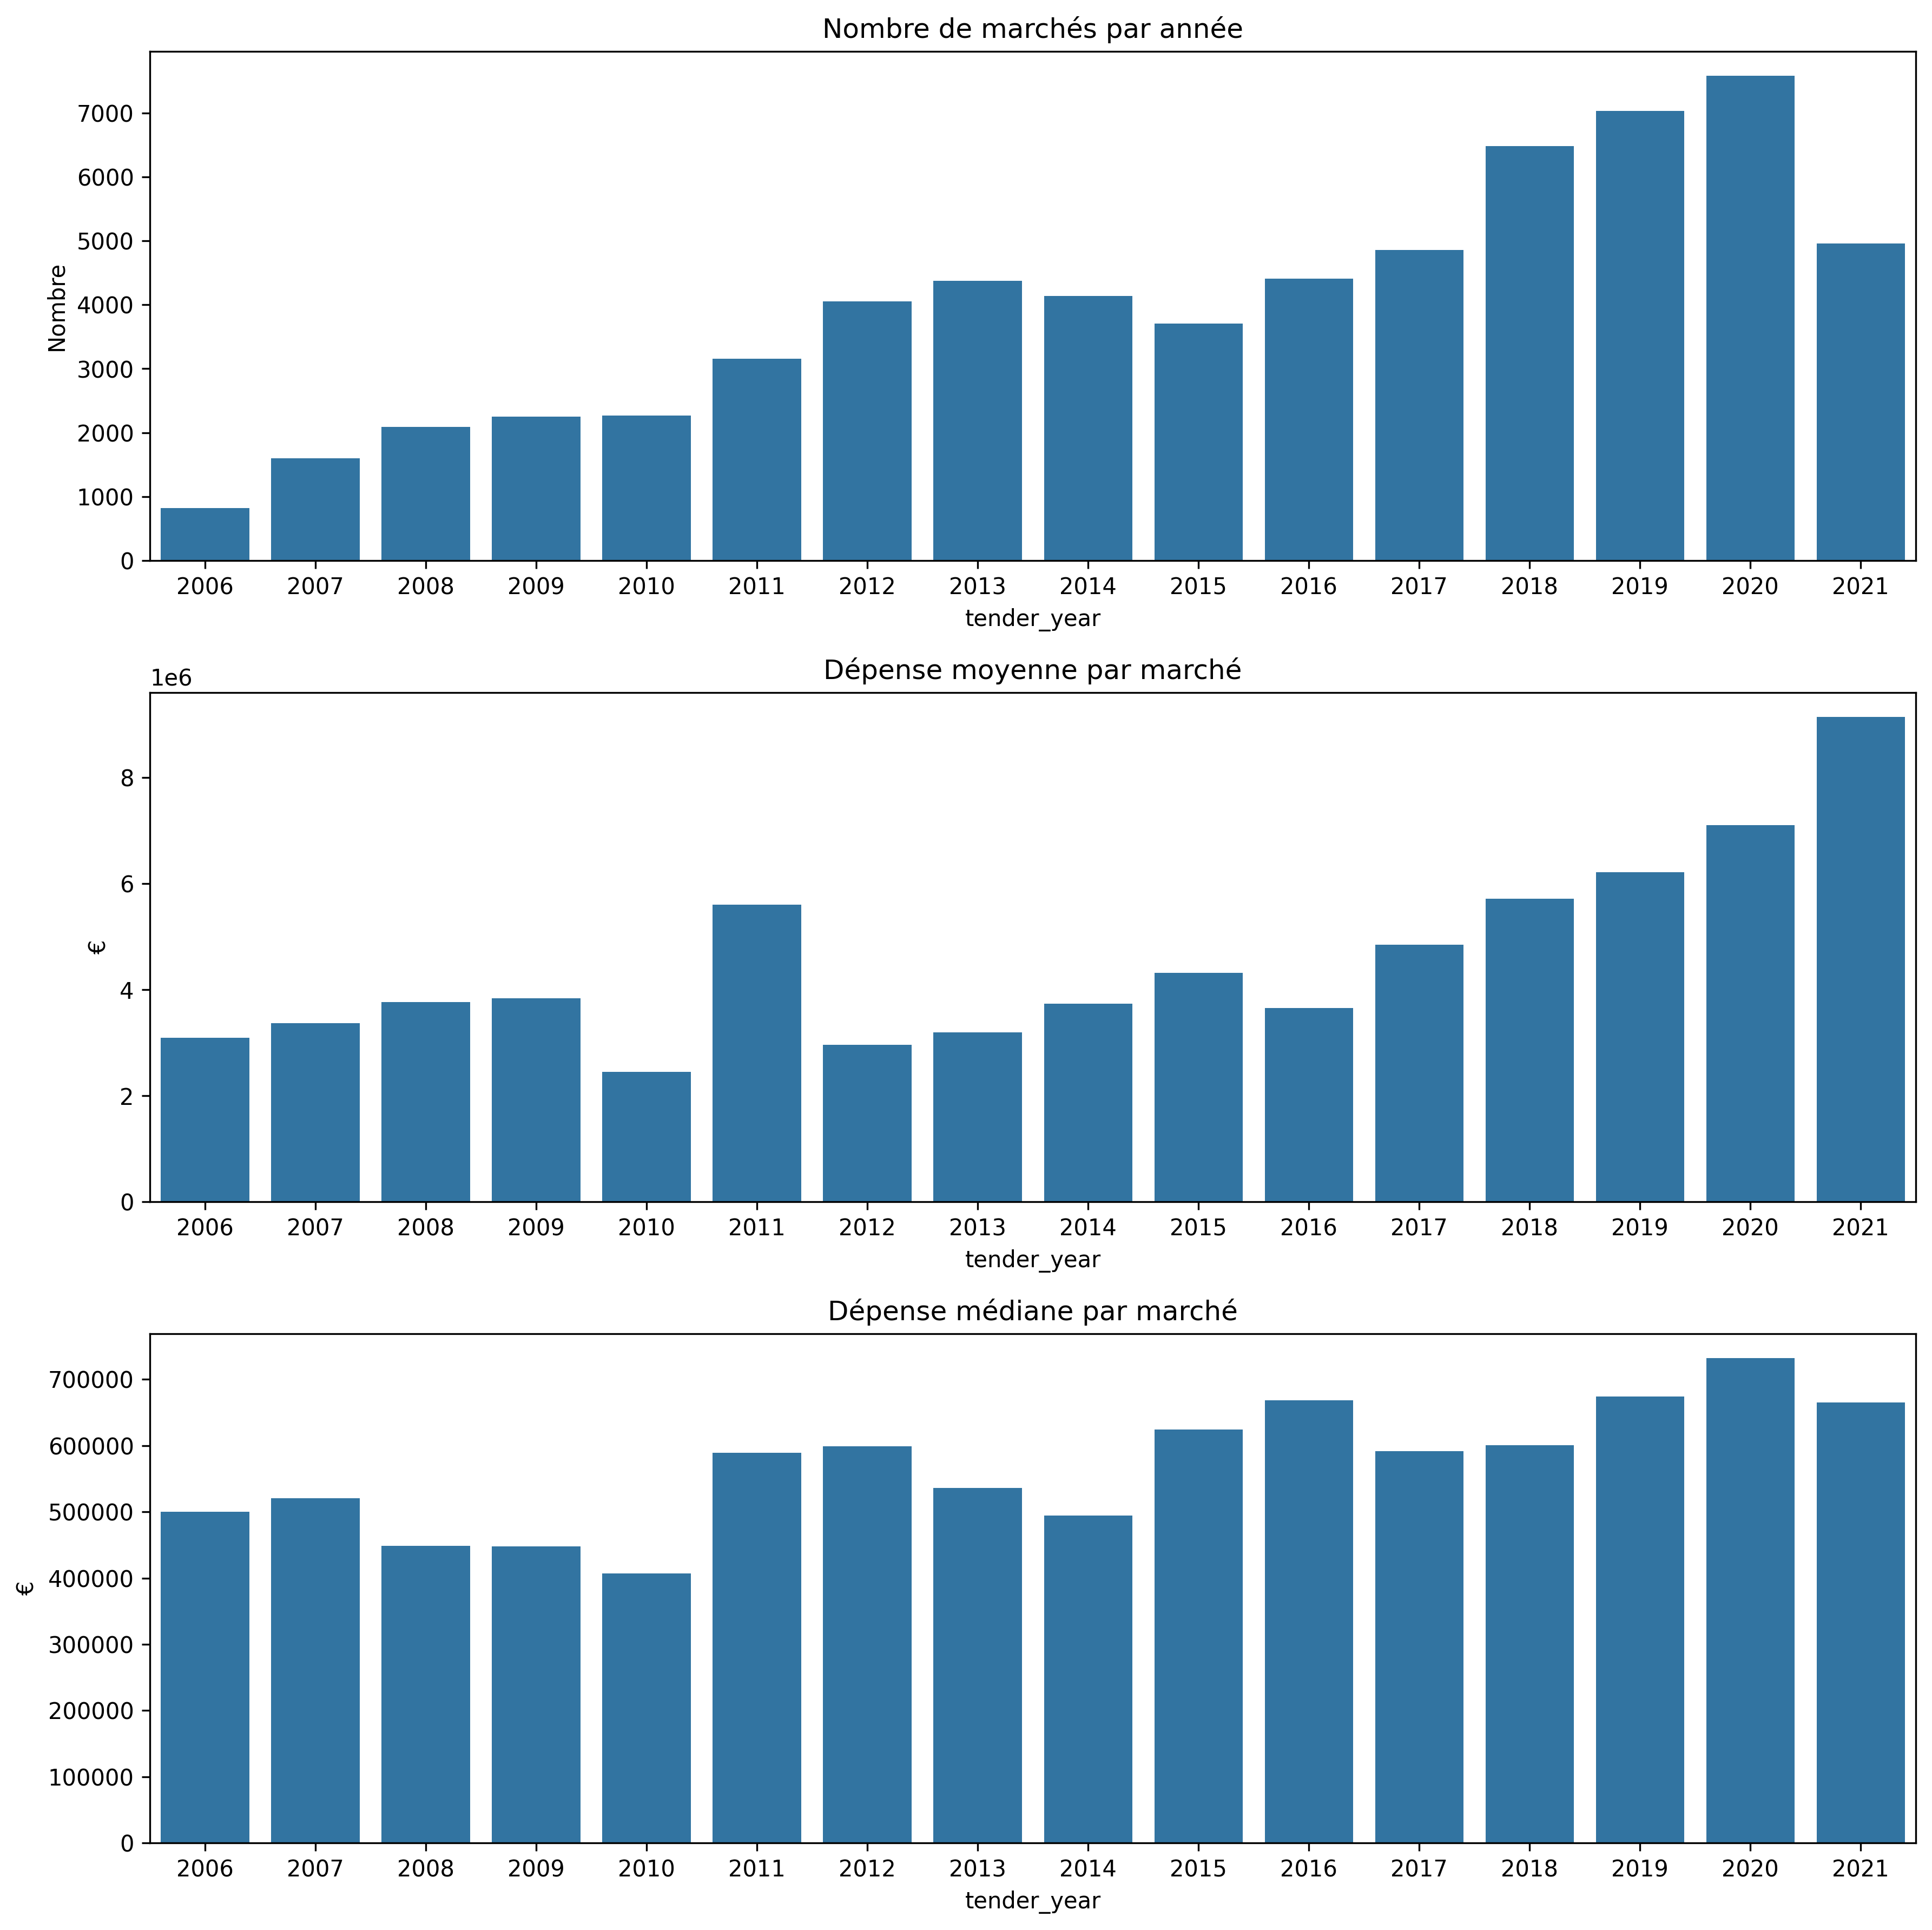 Nombre de marchés par année
7000
6000
5000
4000
3000
2000
1000
0
Nombre
2006 2007 2008 2009 2010 2011 2012 2013 2014 2015 2016 2017 2018 2019 2020 2021
tender_year
Dépense moyenne par marché
1e6
8
6
4
2
0
€
2006 2007 2008 2009 2010 2011 2012 2013 2014 2015 2016 2017 2018 2019 2020 2021
tender_year
Dépense médiane par marché
700000
600000
500000
400000
300000
200000
100000
0
€
2006 2007 2008 2009 2010 2011 2012 2013 2014 2015 2016 2017 2018 2019 2020 2021
tender_year